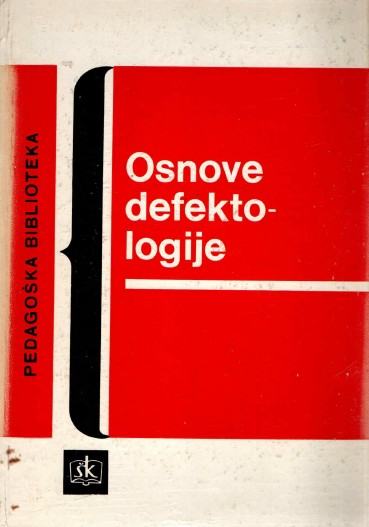 PEDAGOŠKA BIBLIOTEKA
Osnove
defekto-
logije
šk